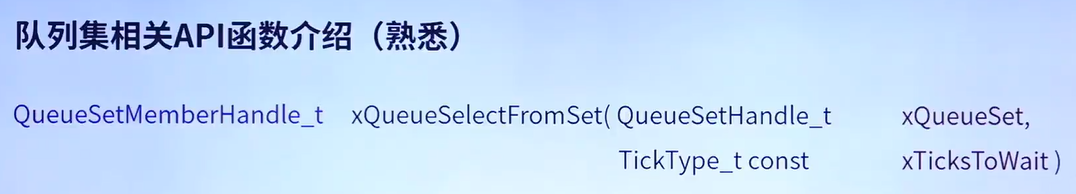 队列集相关API函数介绍（熟悉）
QueueSetMemberHandle_t xQueueSelectFromSet( QueueSetHandle_t xQueueSet,
TickType_t const xTicksToWait )